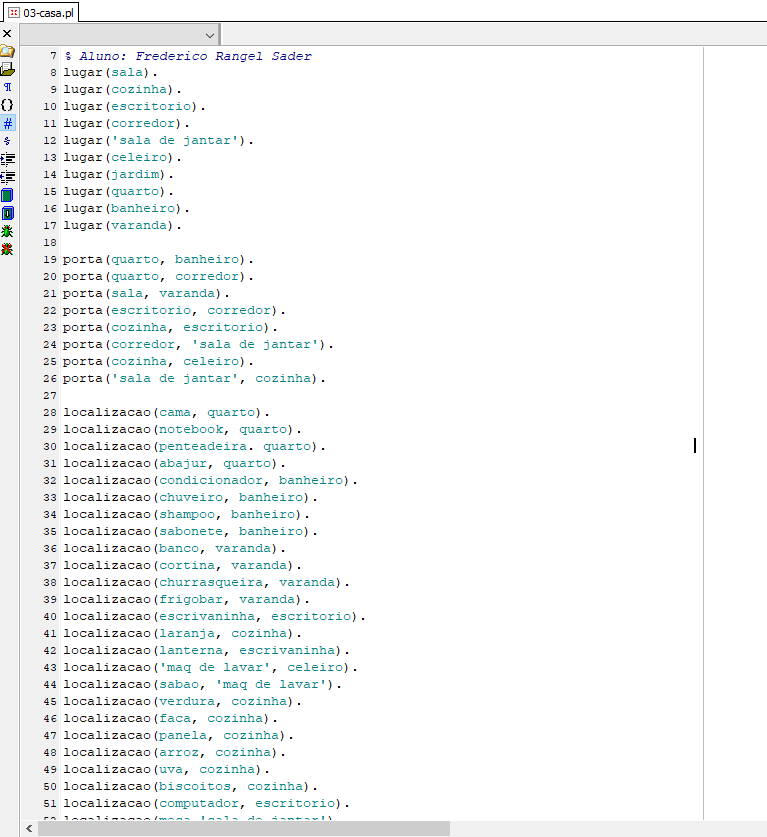 03-casa.pl
7 % Aluno: Frederico Rangel Sader
8 lugar(sala).
9 lugar(cozinha).
10 lugar(escritorio).
11 lugar(corredor).
12 lugar('sala de jantar').
13 lugar(celeiro).
14 lugar(jardim).
15 lugar(quarto).
16 lugar(banheiro).
17 lugar(varanda).
18
19 porta(quarto, banheiro).
20 porta(quarto, corredor).
21 porta(sala, varanda).
22 porta(escritorio, corredor).
23 porta(cozinha, escritorio).
24 porta(corredor, 'sala de jantar').
25 porta(cozinha, celeiro).
26 porta('sala de jantar', cozinha).
27
28 localizacao(cama, quarto).
29 localizacao(notebook, quarto).
30 localizacao(penteadeira. quarto).
31 localizacao(abajur, quarto).
32 localizacao(condicionador, banheiro).
33 localizacao(chuveiro, banheiro).
34 localizacao(shampoo, banheiro).
35 localizacao(sabonete, banheiro).
36 localizacao(banco, varanda).
37 localizacao(cortina, varanda).
38 localizacao(churrasqueira, varanda).
39 localizacao(frigobar, varanda).
40 localizacao(escrivaninha, escritorio).
41 localizacao(laranja, cozinha).
42 localizacao(lanterna, escrivaninha).
43 localizacao('maq de lavar', celeiro).
44 localizacao(sabao, 'maq de lavar').
45 localizacao(verdura, cozinha).
46 localizacao(faca, cozinha).
47 localizacao(panela, cozinha).
48 localizacao(arroz, cozinha).
49 localizacao(uva, cozinha).
50 localizacao(biscoitos, cozinha).
51 localizacao(computador, escritorio).